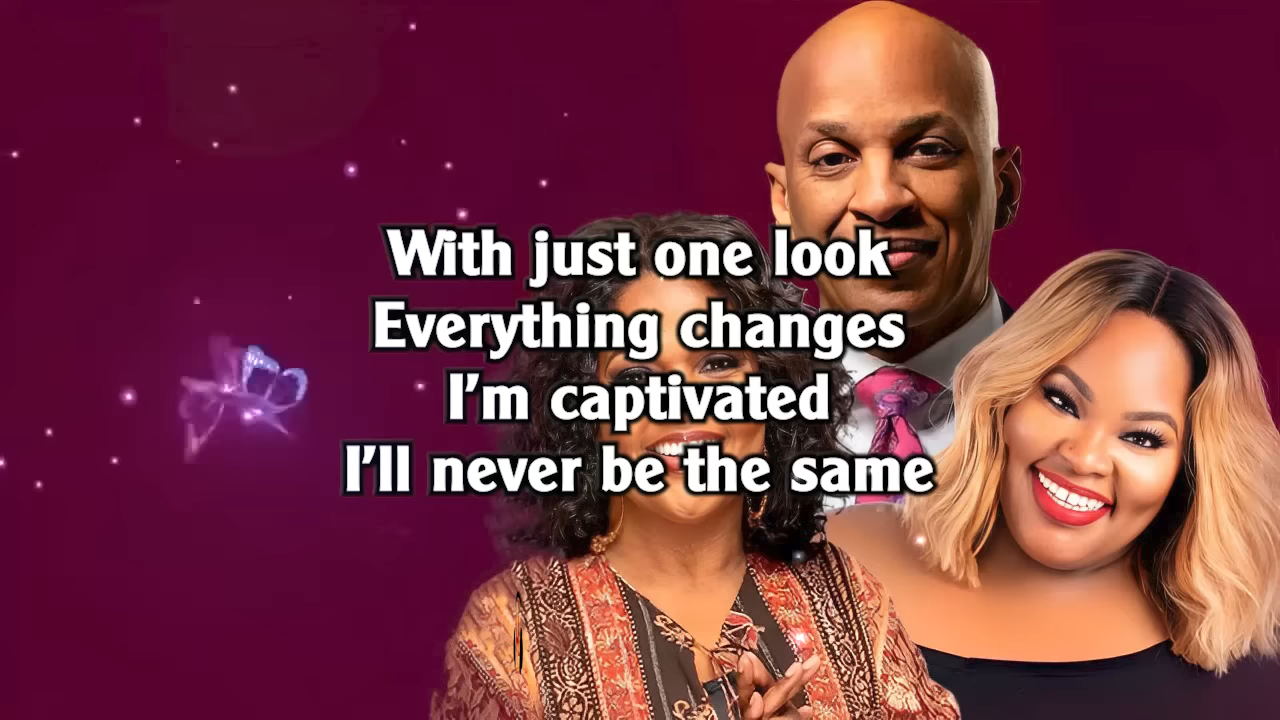 With just one look
Everything changes
I'm captivated
I'll never be the same